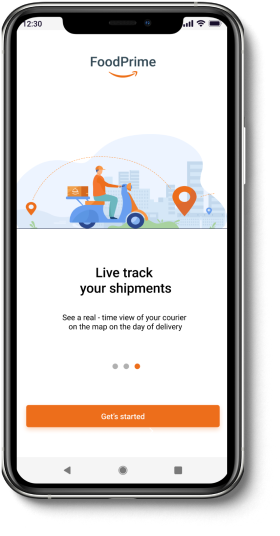 12:30
FoodPrime
Live track
your shipments
See a real - time view of your courier
on the map on the day of delivery
Get's started